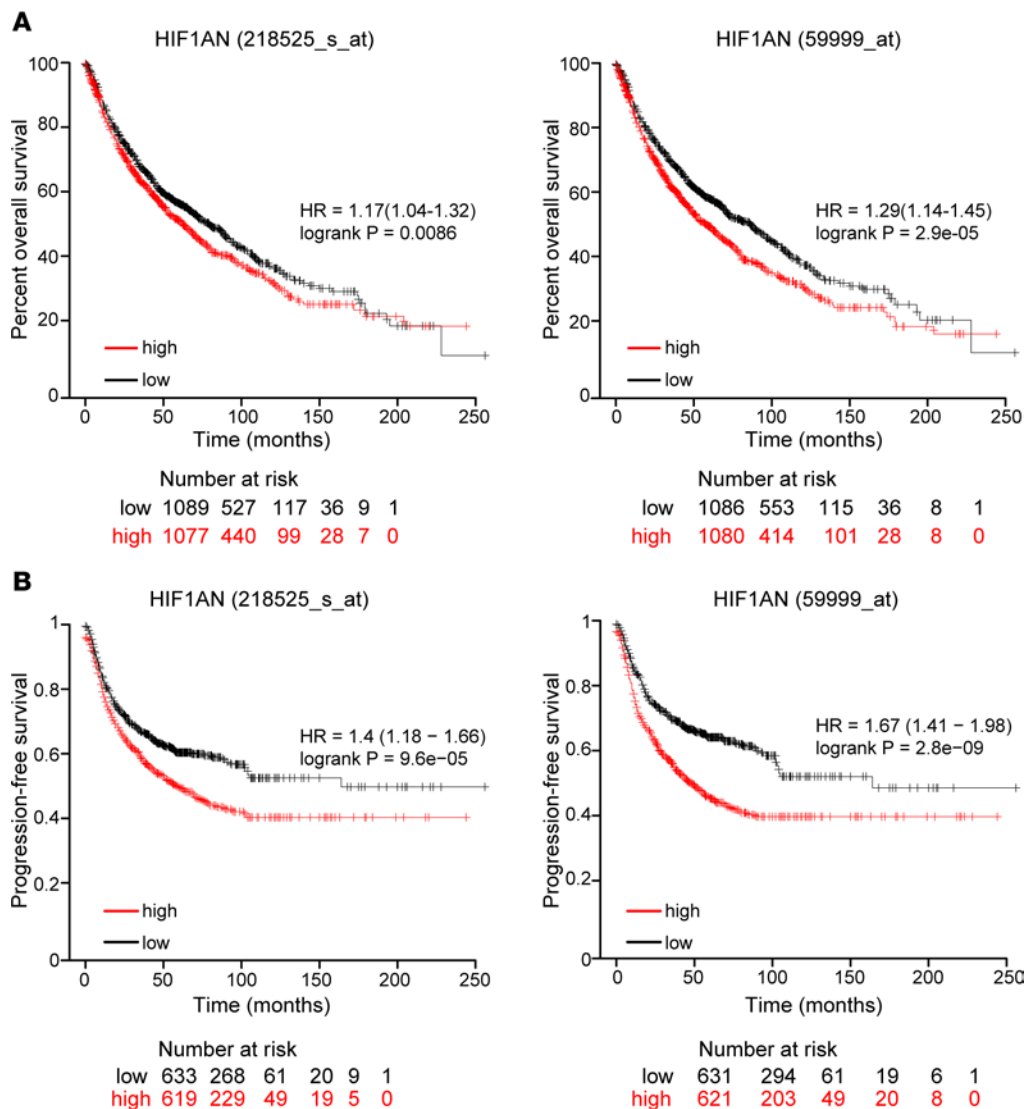 A
HIF1AN (218525_s_at)
100
80
60
40
20
0
Percent overall survival
HR = 1.17(1.04-1.32)
logrank P = 0.0086
high
low
0 50 100 150 200 250
Time (months)
Number at risk
low 1089 527 117 36 9 1
high 1077 440 99 28 7 0
HIF1AN (59999_at)
100
80
60
40
20
0
Percent overall survival
HR = 1.29(1.14-1.45)
logrank P = 2.9e-05
high
low
0 50 100 150 200 250
Time (months)
Number at risk
low 1086 553 115 36 8 1
high 1080 414 101 28 8 0
B
HIF1AN (218525_s_at)
1
0.8
0.6
0.4
0.2
0
Progression-free survival
HR = 1.4 (1.18 − 1.66)
logrank P = 9.6e−05
high
low
0 50 100 150 200 250
Time (months)
Number at risk
low 633 268 61 20 9 1
high 619 229 49 19 5 0
HIF1AN (59999_at)
1
0.8
0.6
0.4
0.2
0
Progression-free survival
HR = 1.67 (1.41 − 1.98)
logrank P = 2.8e−09
high
low
0 50 100 150 200 250
Time (months)
Number at risk
low 631 294 61 19 6 1
high 621 203 49 20 8 0